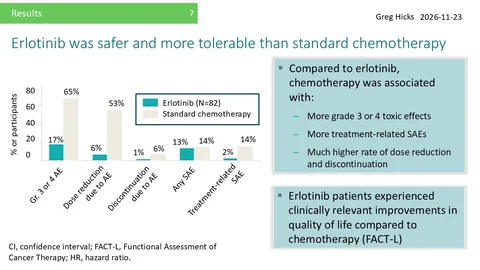 Results
7
Greg Hicks 2026-11-23
Erlotinib was safer and more tolerable than standard chemotherapy
% or participants
80
60
40
20
0
17%
65%
6%
53%
1%
6%
13%
14%
2%
14%
Erlotinib (N=82)
Standard chemotherapy
Gr. 3 or 4 AE
Dose reduction
due to AE
Discontinuation
due to AE
Any SAE
Treatment-related
SAE
Compared to erlotinib,
chemotherapy was associated
with:
– More grade 3 or 4 toxic effects
– More treatment-related SAEs
– Much higher rate of dose reduction
and discontinuation
Erlotinib patients experienced
clinically relevant improvements in
quality of life compared to
chemotherapy (FACT-L)
CI, confidence interval; FACT-L, Functional Assessment of
Cancer Therapy; HR, hazard ratio.